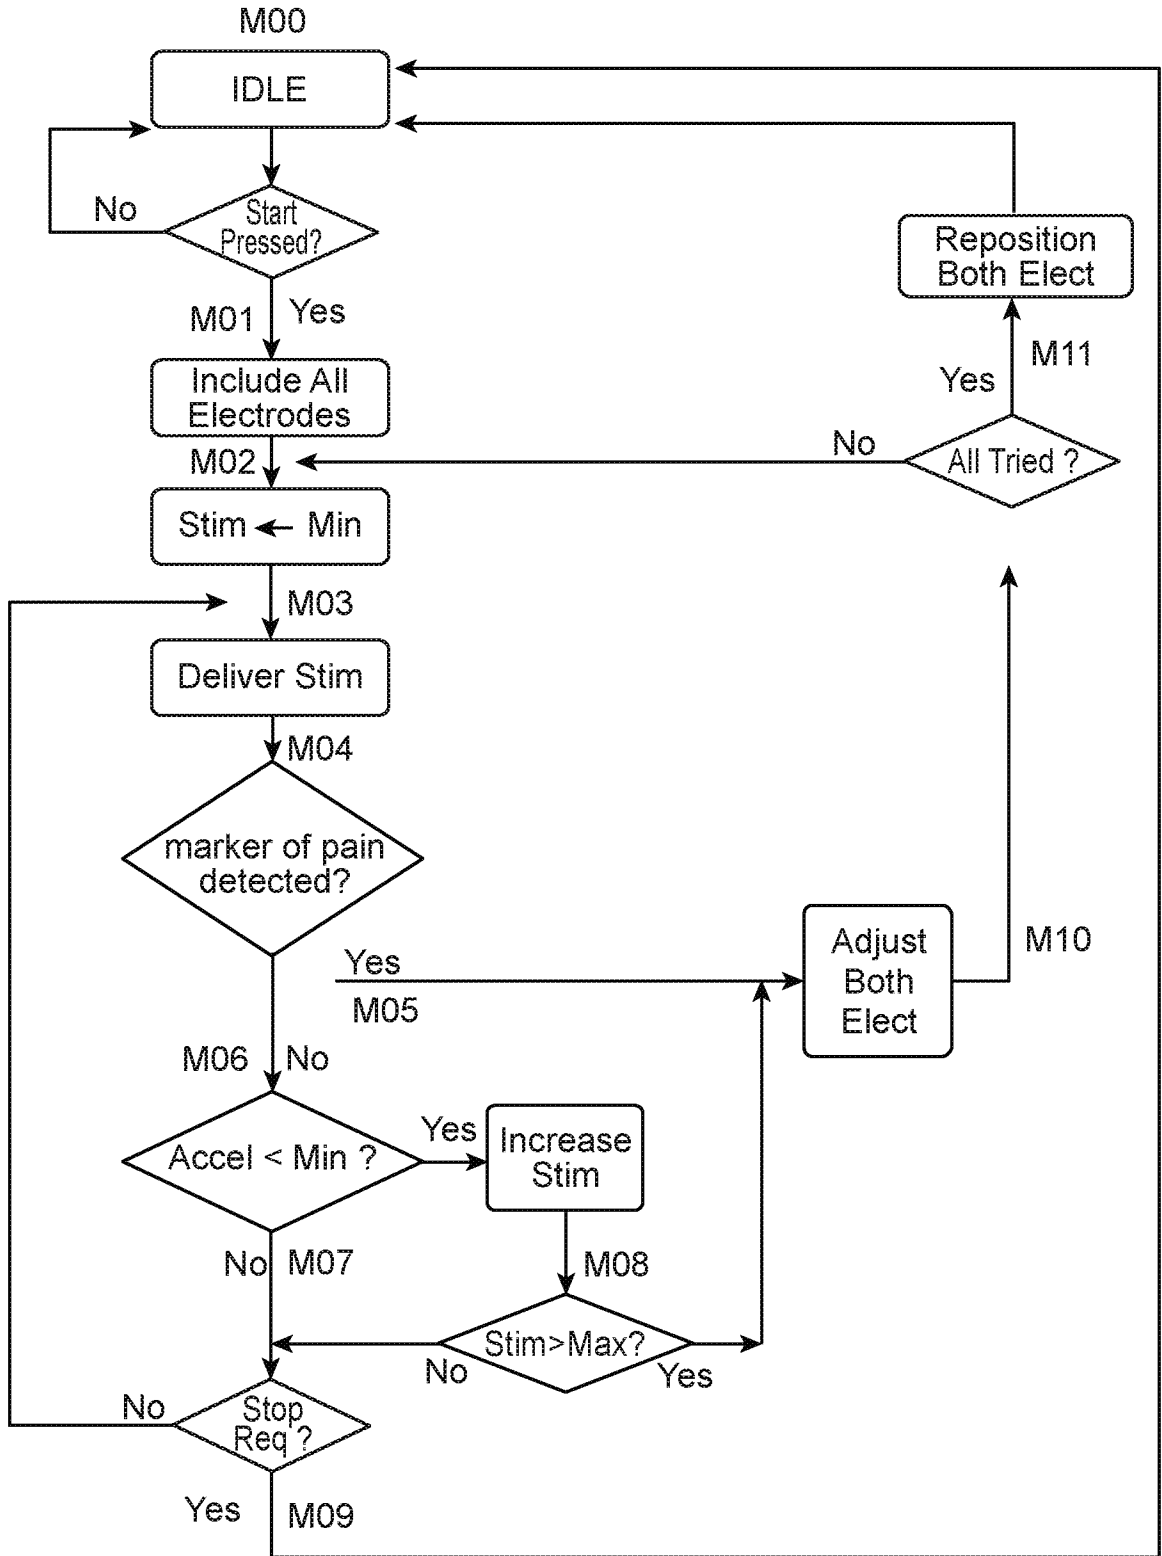 M00
IDLE
No
Start
Pressed?
Reposition
Both Elect
M01
Yes
M11
Yes
Include All
Electrodes
M02
No
All Tried ?
Stim ← Min
M03
Deliver Stim
M04
marker of pain
detected?
Yes
M05
Adjust
Both
Elect
M10
M06
No
Accel < Min ?
Yes
Increase
Stim
No
M07
M08
Stim>Max?
No
Yes
No
Stop
Req ?
Yes
M09